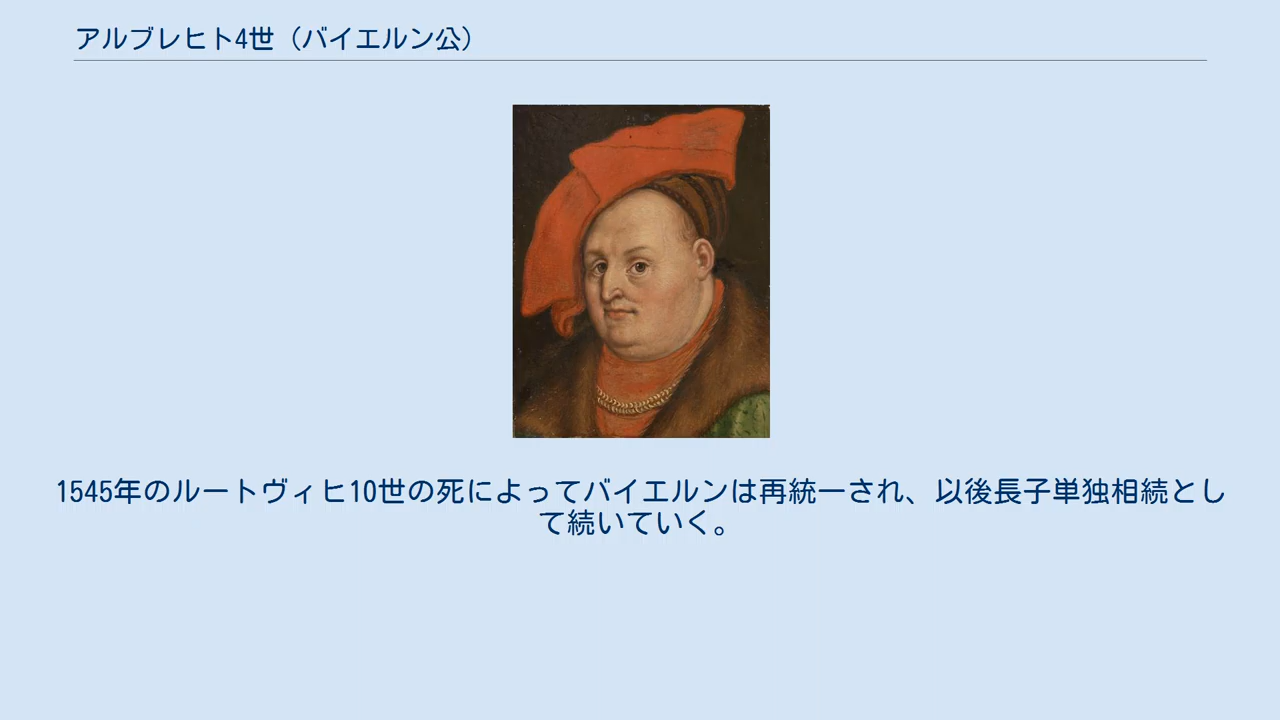 アルブレヒト4世（バイエルン公）
1545年のルートヴィヒ10世の死によってバイエルンは再統一され、以後長子単独相続とし
て続いていく。